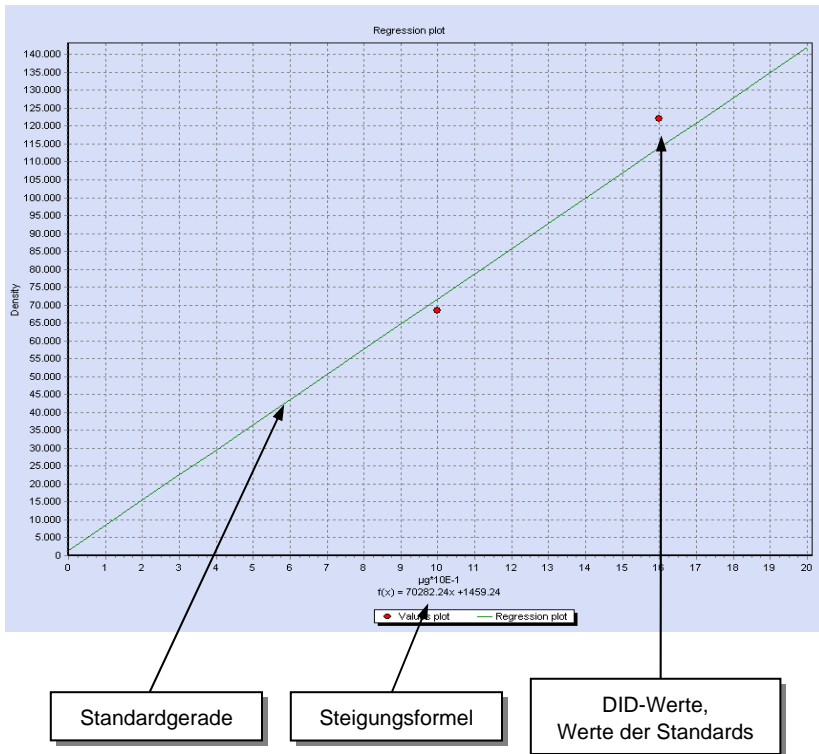 Regression plot
140.000
135.000
130.000
125.000
120.000
115.000
110.000
105.000
100.000
95.000
90.000
85.000
80.000
75.000
70.000
65.000
60.000
55.000
50.000
45.000
40.000
35.000
30.000
25.000
20.000
15.000
10.000
5.000
0
Density
0 1 2 3 4 5 6 7 8 9 10 11 12 13 14 15 16 17 18 19 20
µg*10E-1
f(x) = 70282.24x +1459.24
Values plot Regression plot
Standardgerade
Steigungsformel
DID-Werte,
Werte der Standards